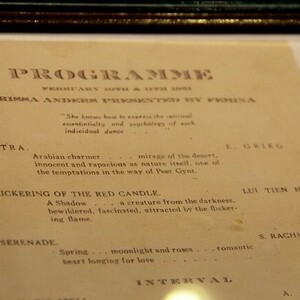 PROGRAMME
FEBRUARY 10TH & 11TH
RISSA ANDERS PRESENTED BY FEMINA
"She knows how to express the rational
essentiality and psychology of each
individual dance
TRA. E. GRIEG
Arabian charmer . . . . mirage of the desert,
innocent and rapacious as nature itself, one of
the temptations in the way of Peer Gynt.
ICKERING OF THE RED CANDLE. LUI TIEN H
A Shadow . . . . a creature from the darkness,
bewildered, fascinated, attracted by the flicker-
ing flame.
SERENADE. S. RACHM
Spring . . . moonlight and roses . . . romantic
heart longing for love
INTERVAL
A.